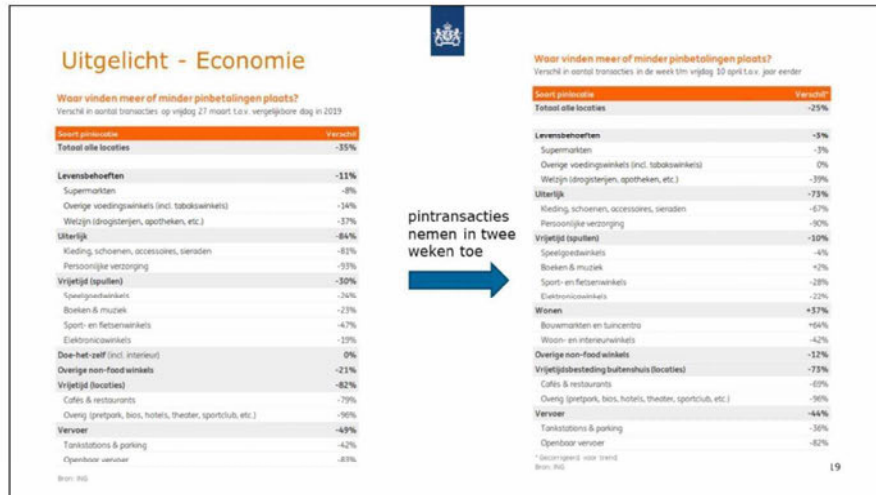 Uitgelicht - Economie
Waar vinden meer of minder pinbetalingen plaats?
Verschil in aantal transacties op vrijdag 27 maart t.o.v. vergelijkbare dag in 2019
Soort pinlocatie Verschil
Totaal alle locaties -35%
Levensbehoeften -11%
Supermarkten -8%
Overige voedingswinkels (incl. tabakswinkels) -14%
Welzijn (drogisterijen, apotheken, etc.) -37%
Uiterlijk -84%
Kleding, schoenen, accessoires, sieraden -81%
Persoonlijke verzorging -93%
Vrijetijd (spullen) -30%
Speelgoedwinkels -24%
Boeken & muziek -23%
Sport- en fietsenwinkels -47%
Elektronicawinkels -19%
Doe-het-zelf (incl. interieur) 0%
Overige non-food winkels -21%
Vrijetijd (locaties) -82%
Cafés & restaurants -79%
Overig (pretpark, bios, hotels, theater, sportclub, etc.) -96%
Vervoer -49%
Tankstations & parking -42%
Openbaar vervoer -83%
Bron: ING
pintransacties
nemen in twee
weken toe
Waar vinden meer of minder pinbetalingen plaats?
Verschil in aantal transacties in de week t/m vrijdag 10 april t.o.v. jaar eerder
Soort pinlocatie Verschil*
Totaal alle locaties -25%
Levensbehoeften -5%
Supermarkten -3%
Overige voedingswinkels (incl. tabakswinkels) 0%
Welzijn (drogisterijen, apotheken, etc.) -39%
Uiterlijk -73%
Kleding, schoenen, accessoires, sieraden -67%
Persoonlijke verzorging -90%
Vrijetijd (spullen) -10%
Speelgoedwinkels -4%
Boeken & muziek +2%
Sport- en fietsenwinkels -28%
Elektronicawinkels -22%
Wonen +37%
Bouwmarkten en tuincentra +64%
Woon- en interieurwinkels -42%
Overige non-food winkels -12%
Vrijetijdsbesteding buitenshuis (locaties) -73%
Cafés & restaurants -69%
Overig (pretpark, bios, hotels, theater, sportclub, etc.) -96%
Vervoer -44%
Tankstations & parking -36%
Openbaar vervoer -82%
* Gecorrigeerd voor trend
Bron: ING
19